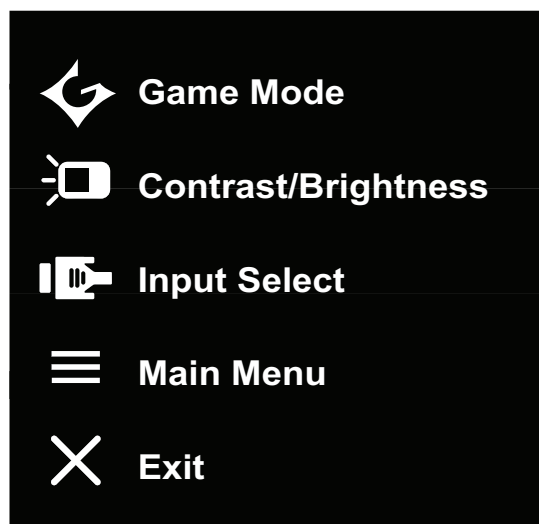 Game Mode
Contrast/Brightness
Input Select
Main Menu
Exit